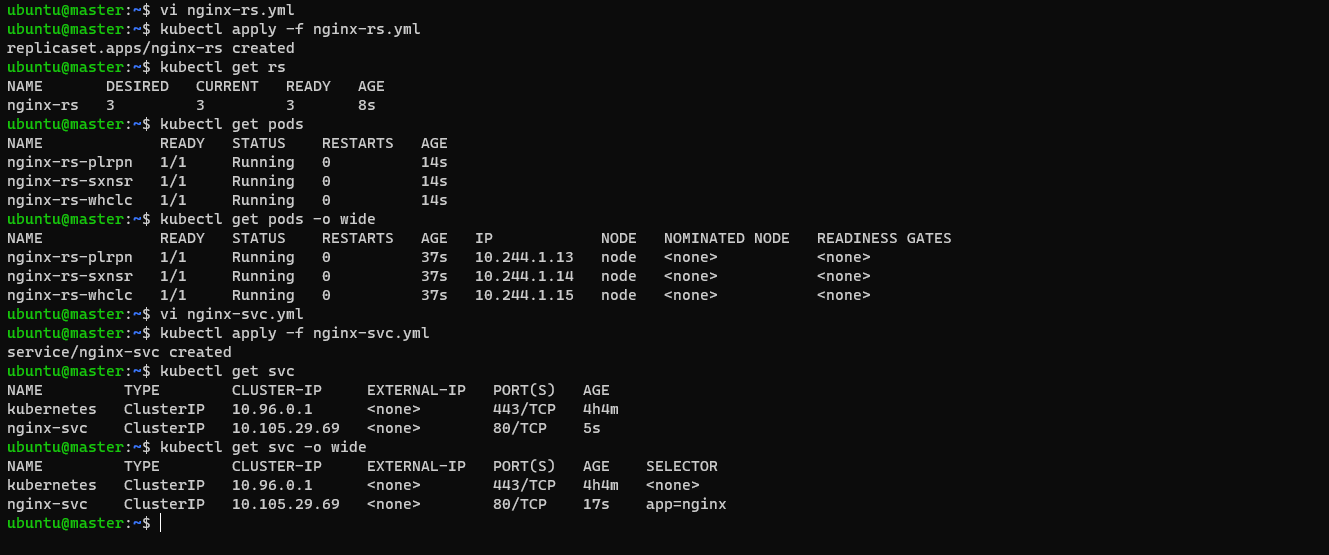 ubuntu@master:~$ vi nginx-rs.yml
ubuntu@master:~$ kubectl apply -f nginx-rs.yml
replicaset.apps/nginx-rs created
ubuntu@master:~$ kubectl get rs
NAME       DESIRED   CURRENT   READY   AGE
nginx-rs   3         3         3       8s
ubuntu@master:~$ kubectl get pods
NAME             READY   STATUS    RESTARTS   AGE
nginx-rs-plrpn   1/1     Running   0          14s
nginx-rs-sxnsr   1/1     Running   0          14s
nginx-rs-whclc   1/1     Running   0          14s
ubuntu@master:~$ kubectl get pods -o wide
NAME             READY   STATUS    RESTARTS   AGE   IP            NODE   NOMINATED NODE   READINESS GATES
nginx-rs-plrpn   1/1     Running   0          37s   10.244.1.13   node   <none>           <none>
nginx-rs-sxnsr   1/1     Running   0          37s   10.244.1.14   node   <none>           <none>
nginx-rs-whclc   1/1     Running   0          37s   10.244.1.15   node   <none>           <none>
ubuntu@master:~$ vi nginx-svc.yml
ubuntu@master:~$ kubectl apply -f nginx-svc.yml
service/nginx-svc created
ubuntu@master:~$ kubectl get svc
NAME         TYPE        CLUSTER-IP     EXTERNAL-IP   PORT(S)   AGE
kubernetes   ClusterIP   10.96.0.1      <none>        443/TCP   4h4m
nginx-svc    ClusterIP   10.105.29.69   <none>        80/TCP    5s
ubuntu@master:~$ kubectl get svc -o wide
NAME         TYPE        CLUSTER-IP     EXTERNAL-IP   PORT(S)   AGE    SELECTOR
kubernetes   ClusterIP   10.96.0.1      <none>        443/TCP   4h4m   <none>
nginx-svc    ClusterIP   10.105.29.69   <none>        80/TCP    17s    app=nginx
ubuntu@master:~$